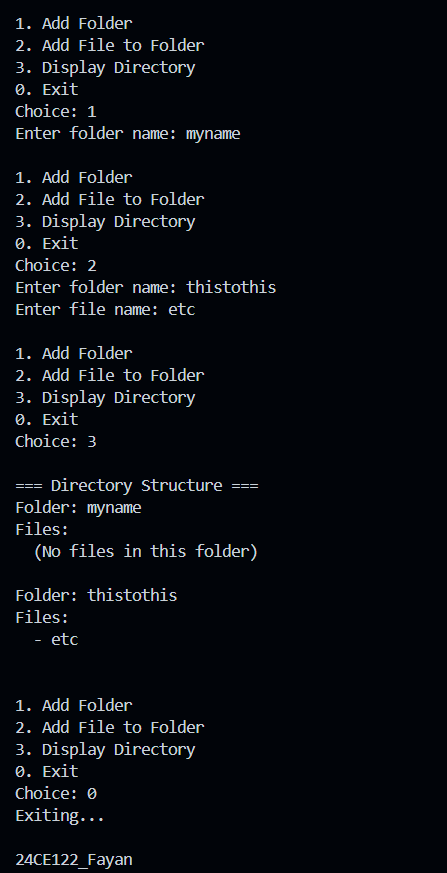 1. Add Folder
2. Add File to Folder
3. Display Directory
0. Exit
Choice: 1
Enter folder name: myname

1. Add Folder
2. Add File to Folder
3. Display Directory
0. Exit
Choice: 2
Enter folder name: thistothis
Enter file name: etc

1. Add Folder
2. Add File to Folder
3. Display Directory
0. Exit
Choice: 3

=== Directory Structure ===
Folder: myname
Files:
  (No files in this folder)

Folder: thistothis
Files:
  - etc


1. Add Folder
2. Add File to Folder
3. Display Directory
0. Exit
Choice: 0
Exiting...

24CE122_Fayan